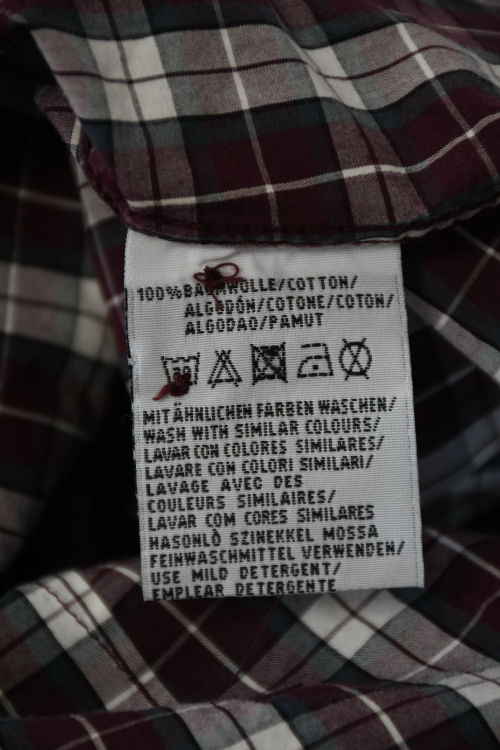 100% BAUMWOLLE/COTTON/
ALGODÓN/COTONE/COTON/
ALGODAO/PAMUT
30
MIT ÄHNLICHEN FARBEN WASCHEN/
WASH WITH SIMILAR COLOURS/
LAVAR CON COLORES SIMILARES/
LAVARE CON COLORI SIMILARI/
LAVAGE AVEC DES
COULEURS SIMILAIRES/
LAVAR COM CORES SIMILARES
HASONLÒ SZINEKKEL MOSSA
FEINWASCHMITTEL VERWENDEN/
USE MILD DETERGENT/
EMPLEAR DETERGENTE